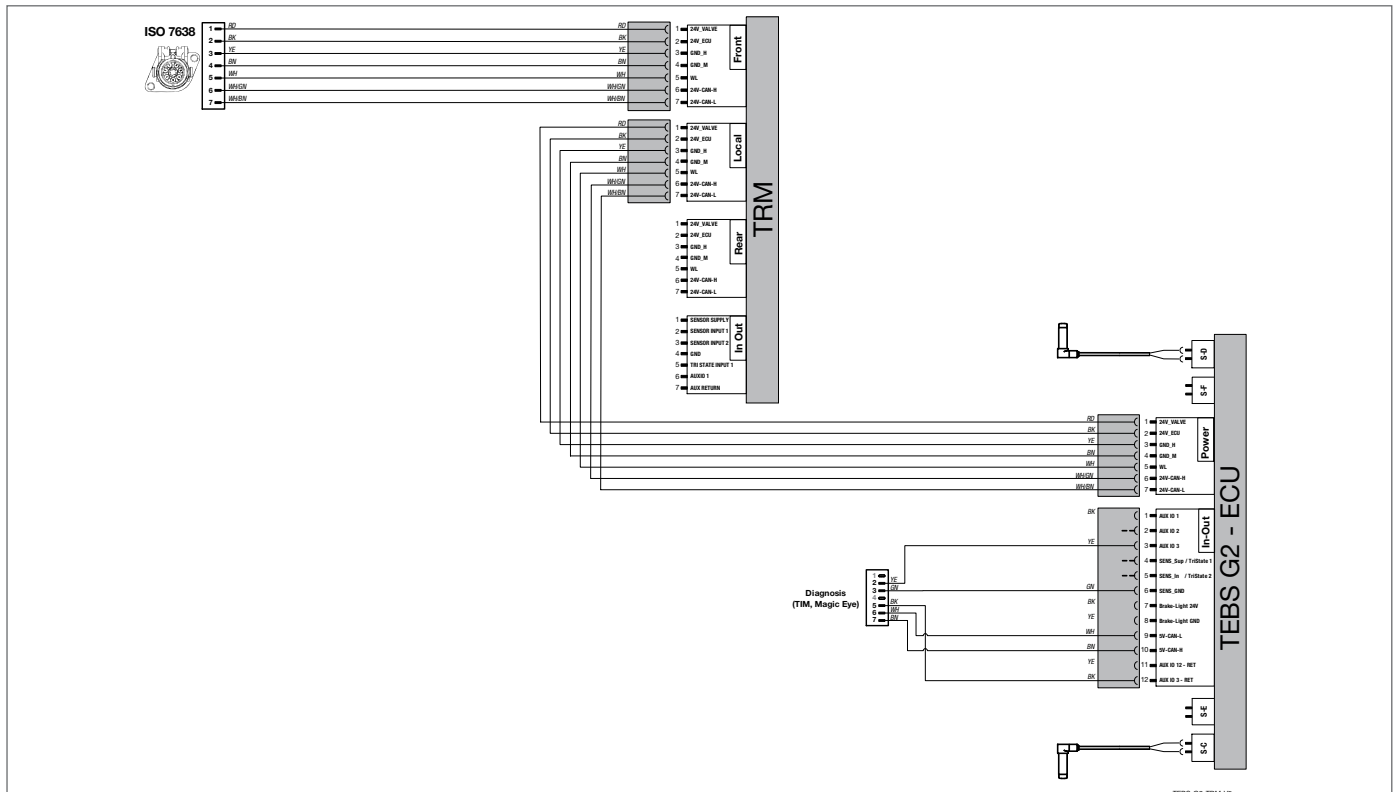 ISO 7638
1 RD RD 1 24V_VALVE
2 BK BK 2 24V_ECU
3 YE YE 3 GND_H
4 BN BN 4 GND_M
5 WH WH 5 WL
6 WH/GN WH/GN 6 24V-CAN-H
7 WH/BN WH/BN 7 24V-CAN-L
Front
RD 1 24V_VALVE
BK 2 24V_ECU
YE 3 GND_H
BN 4 GND_M
WH 5 WL
WH/GN 6 24V-CAN-H
WH/BN 7 24V-CAN-L
Local
TRM
1 24V_VALVE
2 24V_ECU
3 GND_H
4 GND_M
5 WL
6 24V-CAN-H
7 24V-CAN-L
Rear
1 SENSOR SUPPLY
2 SENSOR INPUT 1
3 SENSOR INPUT 2
4 GND
5 TRI STATE INPUT 1
6 AUXIO 1
7 AUX RETURN
In Out
S-D
S-F
RD 1 24V_VALVE
BK 2 24V_ECU
YE 3 GND_H
BN 4 GND_M
WH 5 WL
WH/GN 6 24V-CAN-H
WH/BN 7 24V-CAN-L
Power
TEBS G2 - ECU
BK 1 AUX IO 1
2 AUX IO 2
YE 3 AUX IO 3
4 SENS_Sup / TriState 1
5 SENS_In / TriState 2
GN 6 SENS_GND
BK 7 Brake-Light 24V
YE 8 Brake-Light GND
WH 9 5V-CAN-L
BN 10 5V-CAN-H
YE 11 AUX IO 12 - RET
BK 12 AUX IO 3 - RET
In-Out
Diagnosis
(TIM, Magic Eye)
1
2 YE
3 GN
4
5 BK
6 WH
7 BN
S-E
S-C